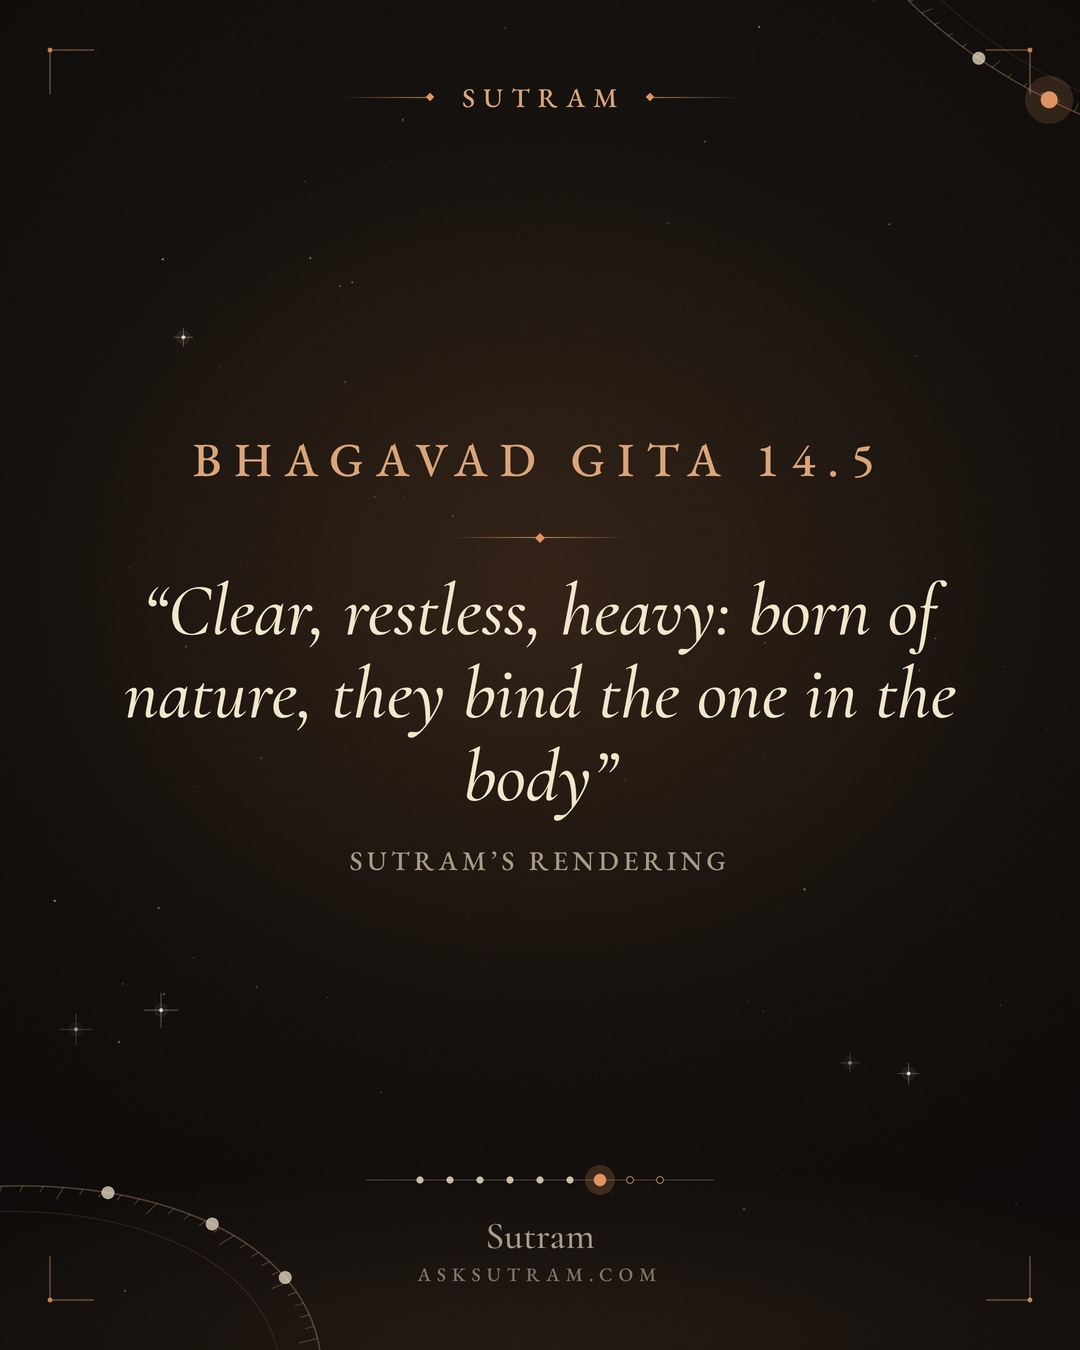 SUTRAM
BHAGAVAD GITA 14.5
“Clear, restless, heavy: born of
nature, they bind the one in the
body”
SUTRAM’S RENDERING
Sutram
ASKSUTRAM.COM